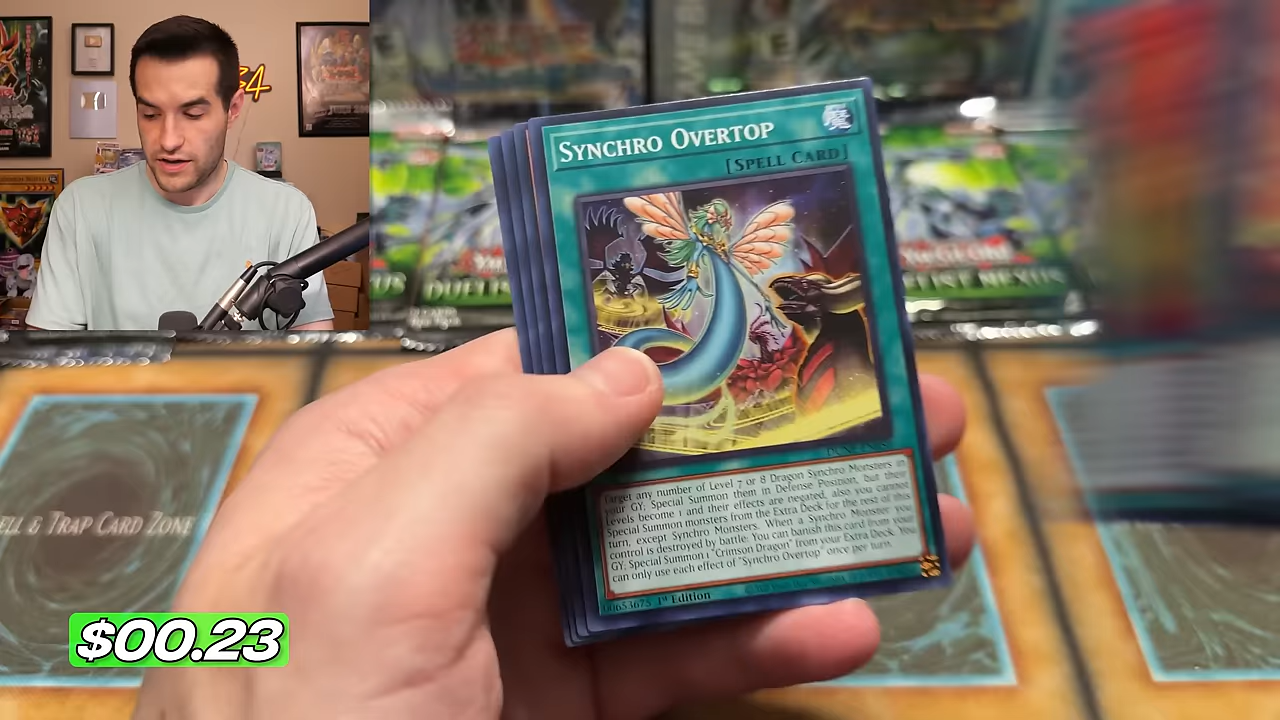 34
SYNCHRO OVERTOP
魔
[SPELL CARD]
Target any number of Level 7 or 8 Dragon Synchro Monsters in
your GY; Special Summon them in Defense Position, but their
Levels become 1 and their effects are negated, also you cannot
Special Summon monsters from the Extra Deck for the rest of this
turn, except Synchro Monsters. When a Synchro Monster you
control is destroyed by battle: You can banish this card from your
GY; Special Summon 1 "Crimson Dragon" from your Extra Deck. You
can only use each effect of "Synchro Overtop" once per turn.
00653675 1st Edition
DUELIST NEXUS
ELL & TRAP CARD ZONE
$00.23